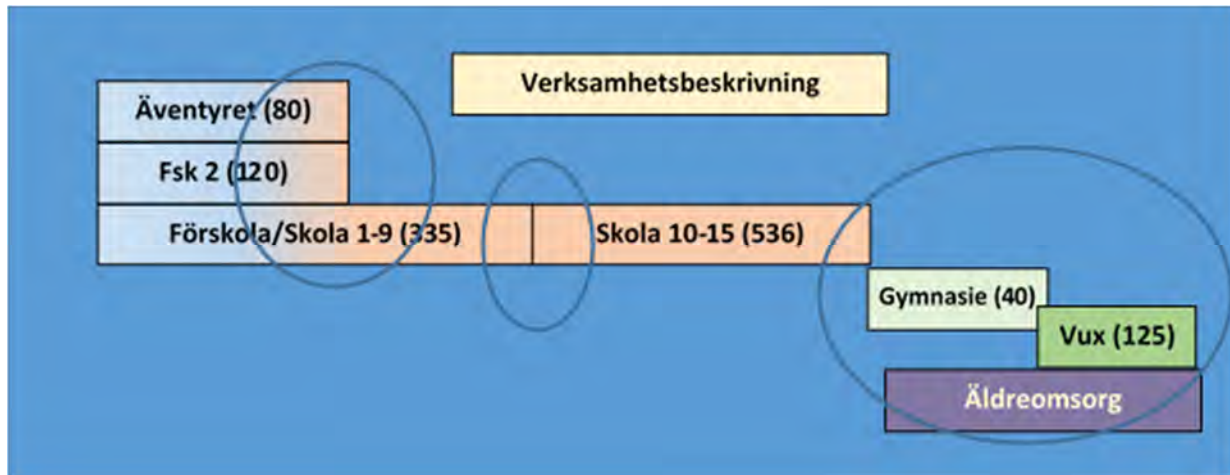 Verksamhetsbeskrivning
Äventyret (80)
Fsk 2 (120)
Förskola/Skola 1-9 (335)
Skola 10-15 (536)
Gymnasie (40)
Vux (125)
Äldreomsorg